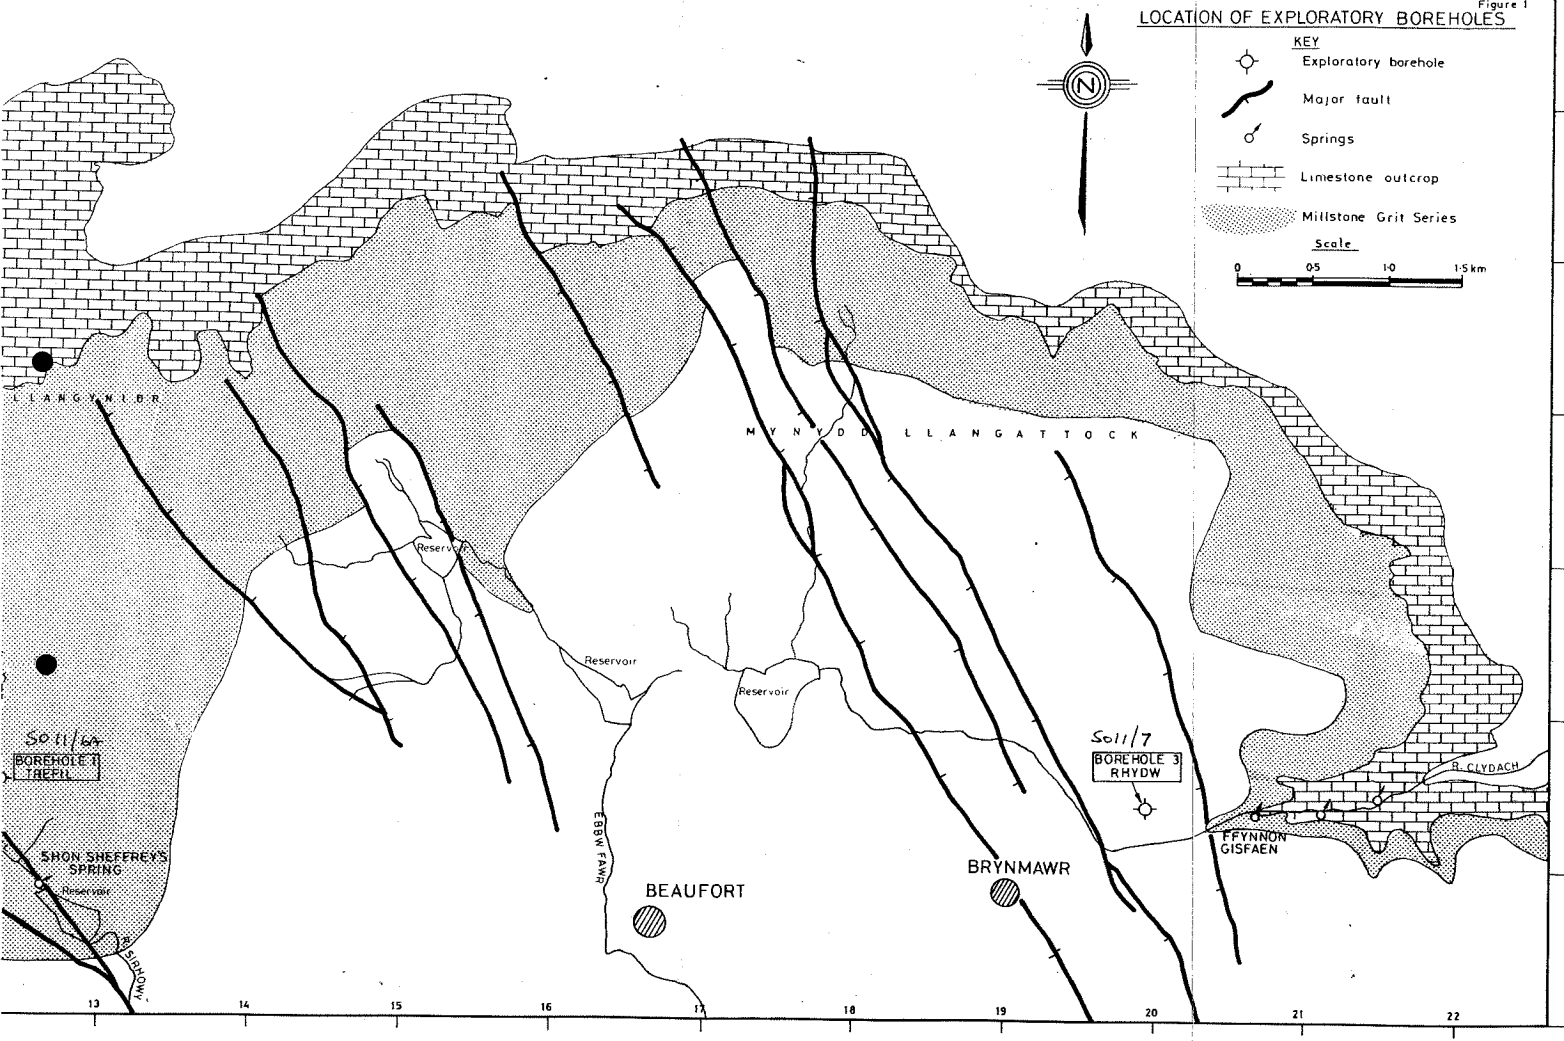 Figure 1
LOCATION OF EXPLORATORY BOREHOLES
KEY
Exploratory borehole
Major fault
Springs
Limestone outcrop
Millstone Grit Series
Scale
0 0·5 1·0 1·5 km
N
LLANGYNIDR
MYNYDD LLANGATTOCK
Reservoir
Reservoir
Reservoir
SO11/6A
BOREHOLE 1
TREFIL
SO11/7
BOREHOLE 3
RHYDW
R. CLYDACH
FFYNNON
GISFAEN
SHON SHEFFREY'S
SPRING
Reservoir
R. SIRHOWY
EBBW FAWR
BEAUFORT
BRYNMAWR
13 14 15 16 17 18 19 20 21 22